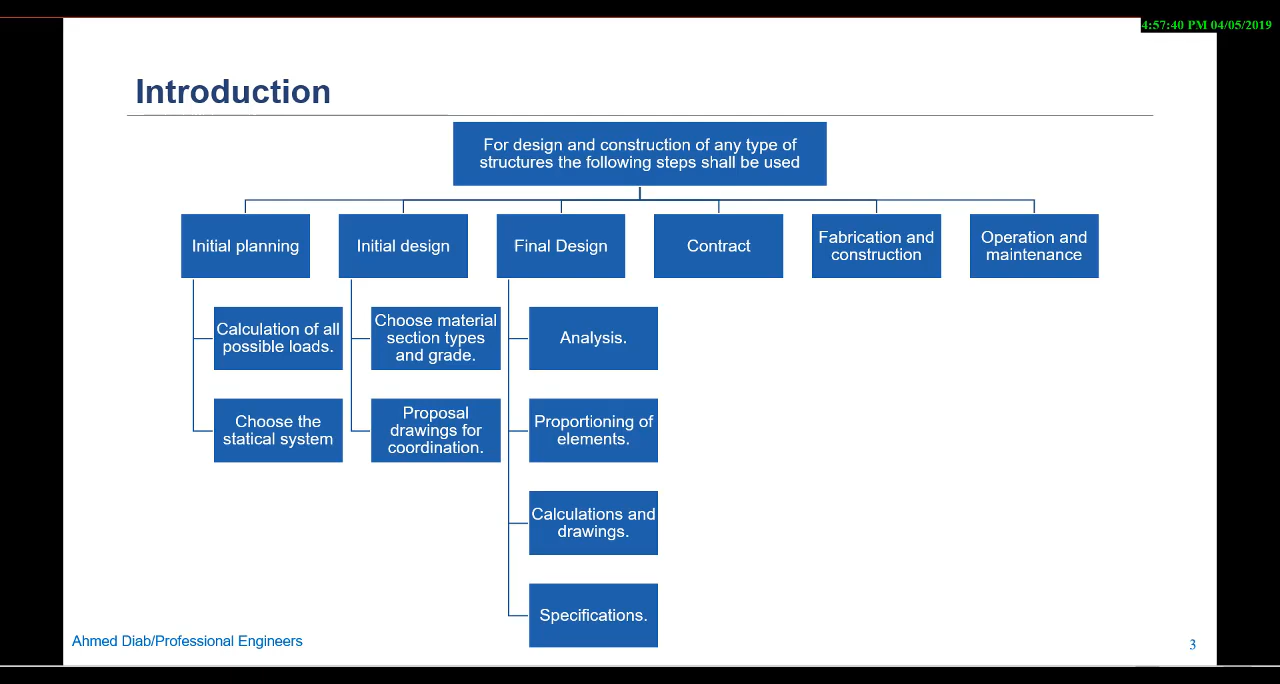 4:57:40 PM 04/05/2019
Introduction
For design and construction of any type of
structures the following steps shall be used
Initial planning
Initial design
Final Design
Contract
Fabrication and
construction
Operation and
maintenance
Calculation of all
possible loads.
Choose material
section types
and grade.
Analysis.
Choose the
statical system
Proposal
drawings for
coordination.
Proportioning of
elements.
Calculations and
drawings.
Specifications.
Ahmed Diab/Professional Engineers
3